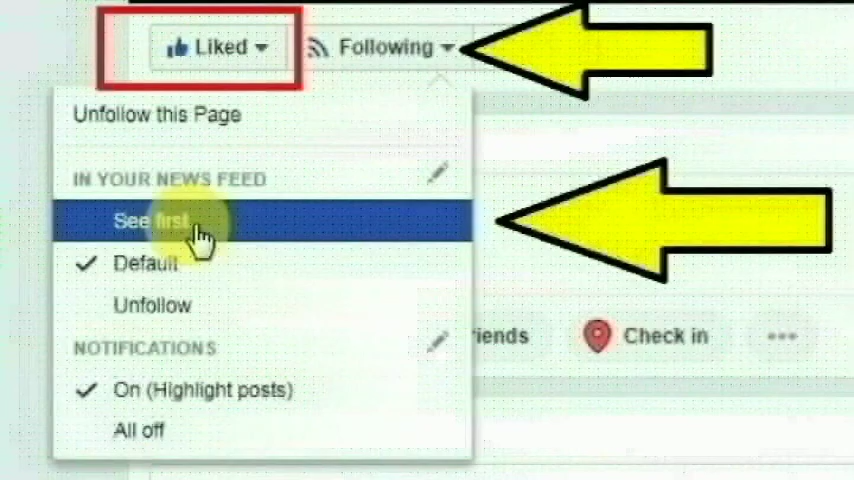 Liked Following
Unfollow this Page
IN YOUR NEWS FEED
See first
Default
Unfollow
riends Check in
NOTIFICATIONS
On (Highlight posts)
All off